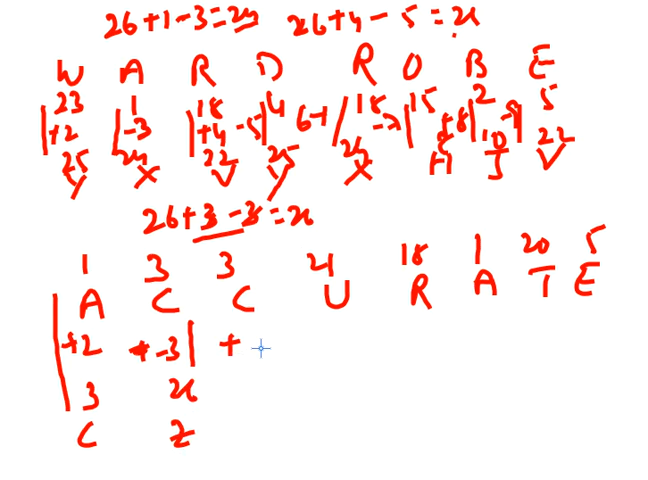 26+1-3=24 26+4-5=25
W A R D R O B E
23 1 18 4 18 15 2 5
+2 -3 +4 -5 6+ -7 +8 -9
25 24 22 25 24 10 22
Y X V Y X H J V
26+3-3=26
1 3 3 21 18 1 20 5
A C C U R A T E
+2 -3 +
3 26
C Z